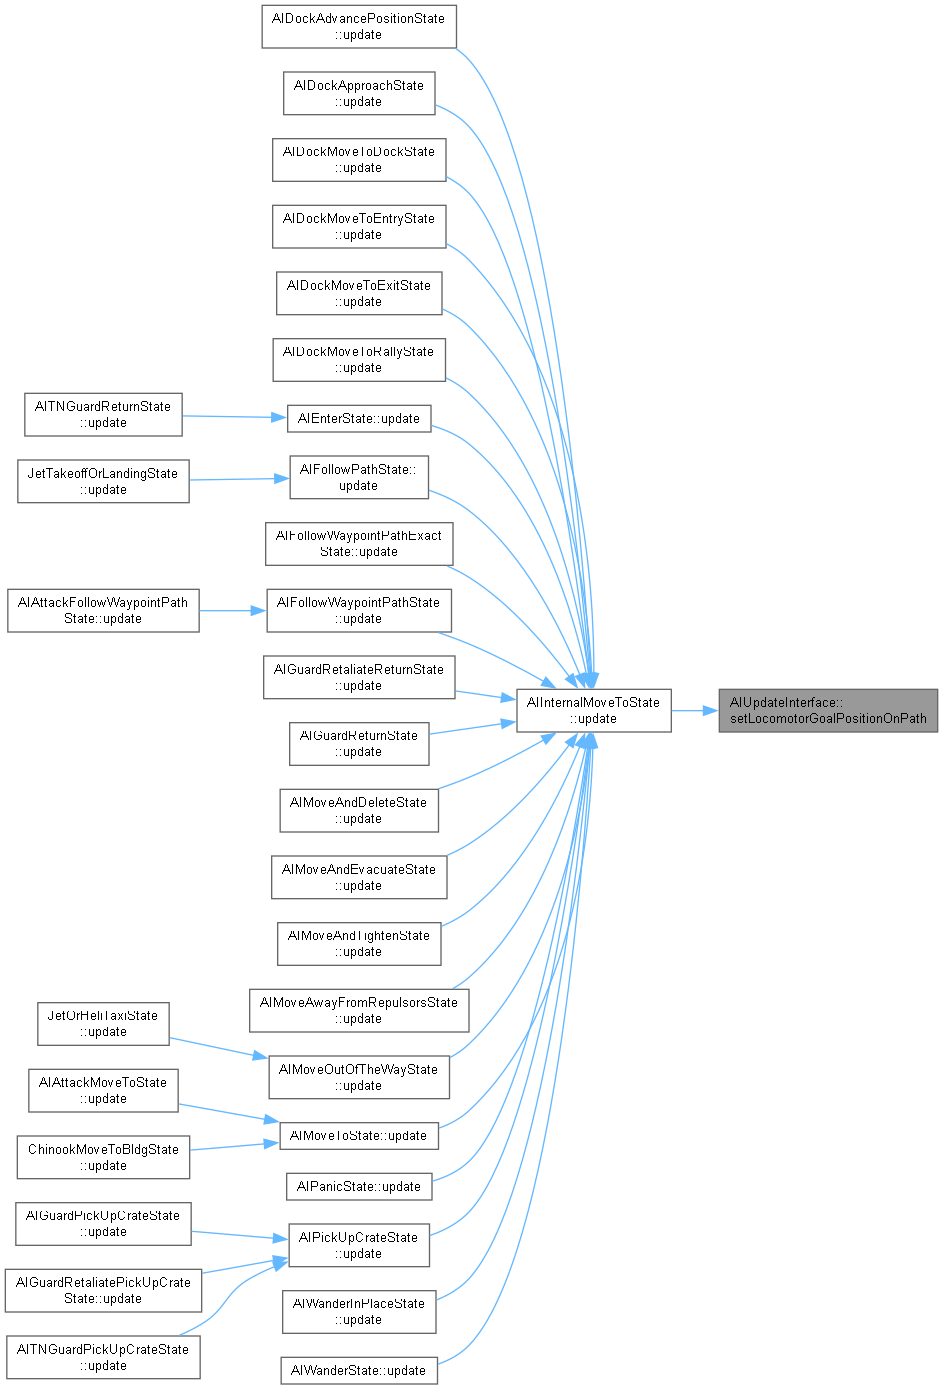 AIDockAdvancePositionState
::update
AIDockApproachState
::update
AIDockMoveToDockState
::update
AIDockMoveToEntryState
::update
AIDockMoveToExitState
::update
AIDockMoveToRallyState
::update
AITNGuardReturnState
::update
AIEnterState::update
JetTakeoffOrLandingState
::update
AIFollowPathState::
update
AIFollowWaypointPathExact
State::update
AIAttackFollowWaypointPath
State::update
AIFollowWaypointPathState
::update
AIGuardRetaliateReturnState
::update
AIInternalMoveToState
::update
AIUpdateInterface::
setLocomotorGoalPositionOnPath
AIGuardReturnState
::update
AIMoveAndDeleteState
::update
AIMoveAndEvacuateState
::update
AIMoveAndTightenState
::update
AIMoveAwayFromRepulsorsState
::update
JetOrHeliTaxiState
::update
AIMoveOutOfTheWayState
::update
AIAttackMoveToState
::update
AIMoveToState::update
ChinookMoveToBldgState
::update
AIPanicState::update
AIGuardPickUpCrateState
::update
AIPickUpCrateState
::update
AIGuardRetaliatePickUpCrate
State::update
AIWanderInPlaceState
::update
AITNGuardPickUpCrateState
::update
AIWanderState::update